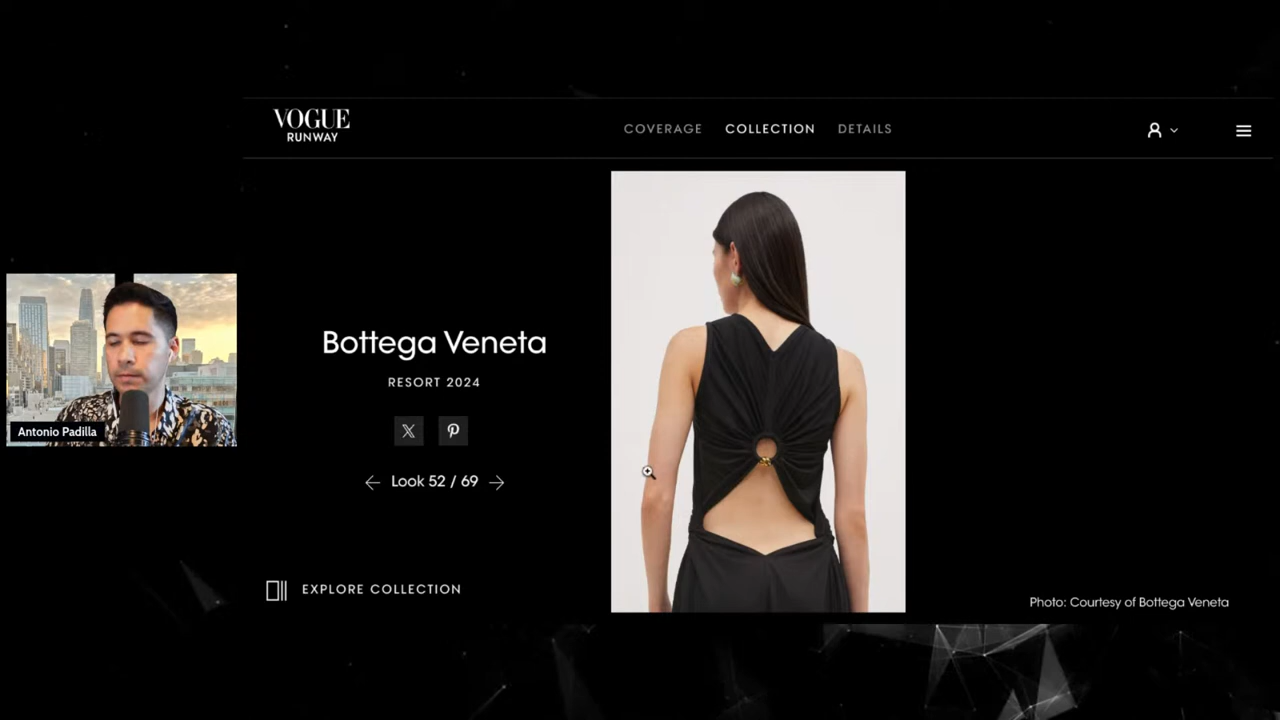 VOGUE
RUNWAY
COVERAGE COLLECTION DETAILS
Bottega Veneta
RESORT 2024
Look 52 / 69
EXPLORE COLLECTION
Antonio Padilla
Photo: Courtesy of Bottega Veneta